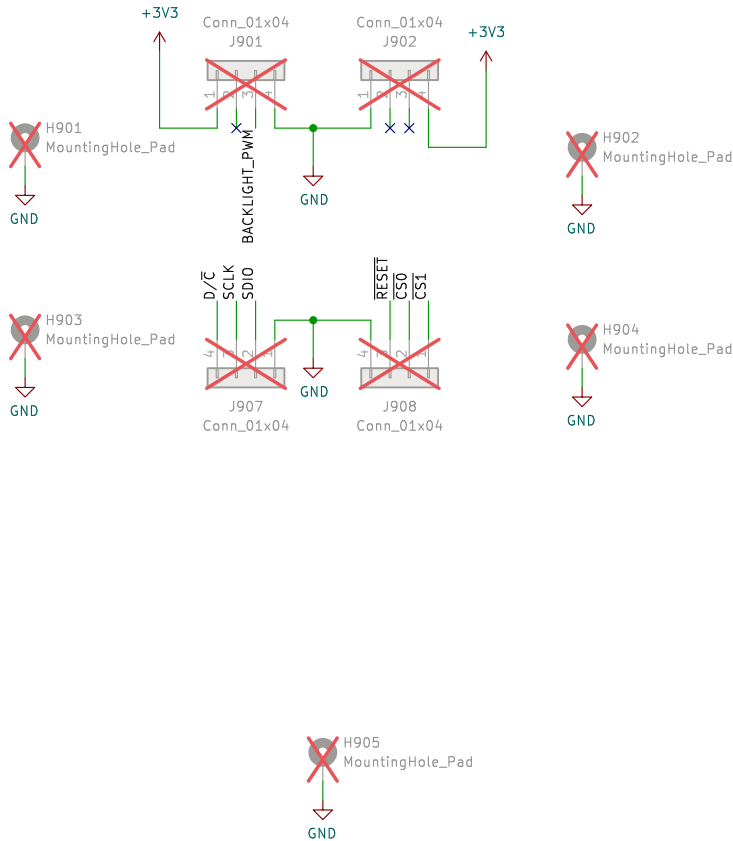 +3V3
Conn_01x04
J901
Conn_01x04
J902
+3V3
1
2
3
4
1
2
3
4
H901
MountingHole_Pad
GND
BACKLIGHT_PWM
GND
H902
MountingHole_Pad
GND
D/C
SCLK
SDIO
RESET
CS0
CS1
H903
MountingHole_Pad
GND
4
3
2
1
4
3
2
1
GND
J907
Conn_01x04
J908
Conn_01x04
H904
MountingHole_Pad
GND
H905
MountingHole_Pad
GND